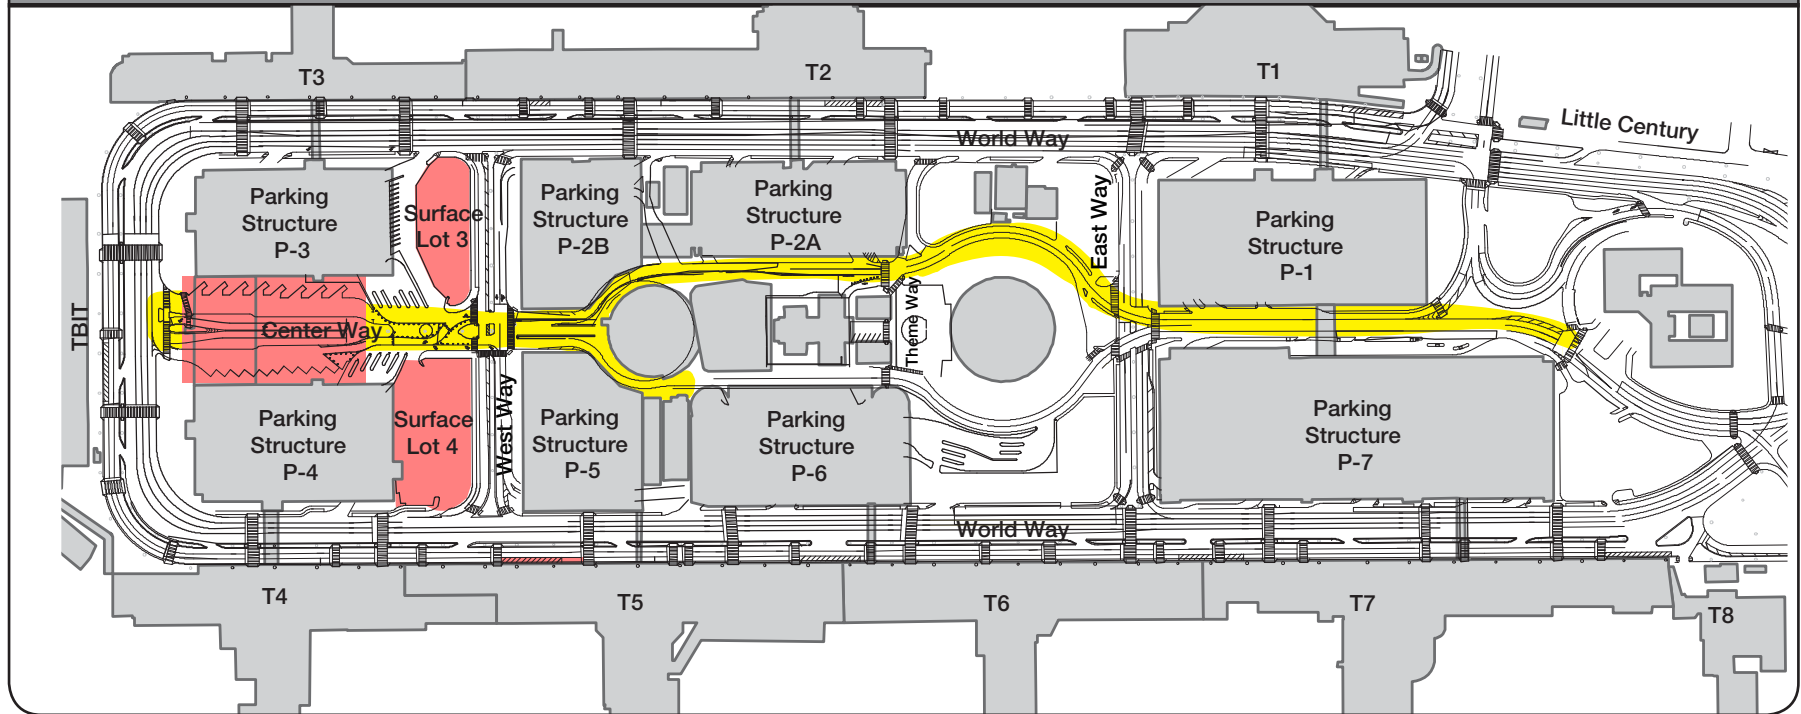 T3
T2
T1
World Way
Little Century
Parking
Structure
P-3
Surface
Lot 3
Parking
Structure
P-2B
Parking
Structure
P-2A
East Way
Parking
Structure
P-1
TBIT
Center Way
Theme Way
Parking
Structure
P-4
Surface
Lot 4
West Way
Parking
Structure
P-5
Parking
Structure
P-6
Parking
Structure
P-7
World Way
T4
T5
T6
T7
T8